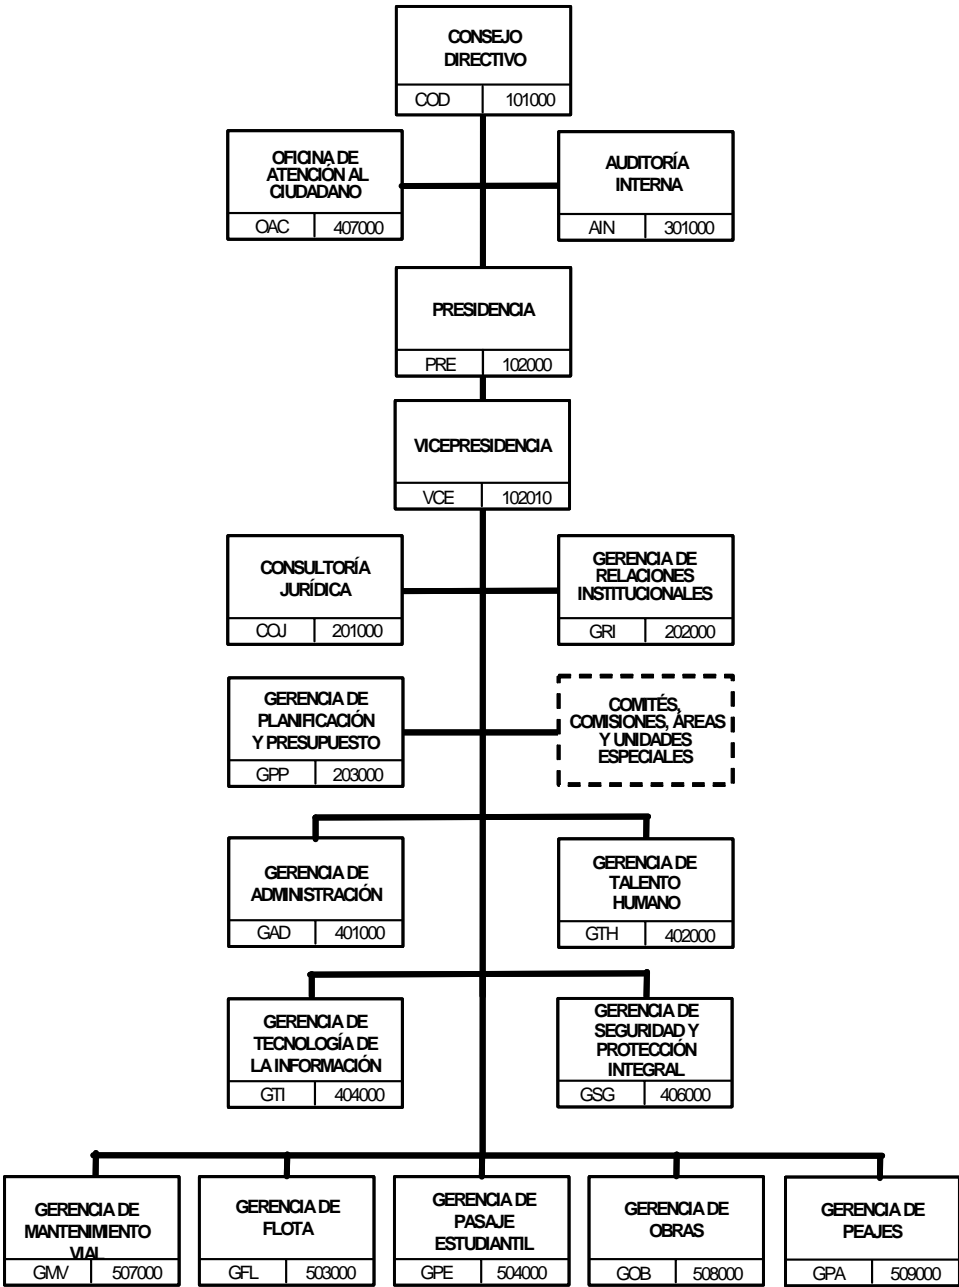 CONSEJO
DIRECTIVO
COD 101000
OFICINA DE
ATENCIÓN AL
CIUDADANO
OAC 407000
AUDITORÍA
INTERNA
AIN 301000
PRESIDENCIA
PRE 102000
VICEPRESIDENCIA
VCE 102010
CONSULTORÍA
JURÍDICA
COJ 201000
GERENCIA DE
RELACIONES
INSTITUCIONALES
GRI 202000
GERENCIA DE
PLANIFICACIÓN
Y PRESUPUESTO
GPP 203000
COMITÉS,
COMISIONES, ÁREAS
Y UNIDADES
ESPECIALES
GERENCIA DE
ADMINISTRACIÓN
GAD 401000
GERENCIA DE
TALENTO
HUMANO
GTH 402000
GERENCIA DE
TECNOLOGÍA DE
LA INFORMACIÓN
GTI 404000
GERENCIA DE
SEGURIDAD Y
PROTECCIÓN
INTEGRAL
GSG 406000
GERENCIA DE
MANTENIMIENTO
VIAL
GMV 507000
GERENCIA DE
FLOTA
GFL 503000
GERENCIA DE
PASAJE
ESTUDIANTIL
GPE 504000
GERENCIA DE
OBRAS
GOB 508000
GERENCIA DE
PEAJES
GPA 509000